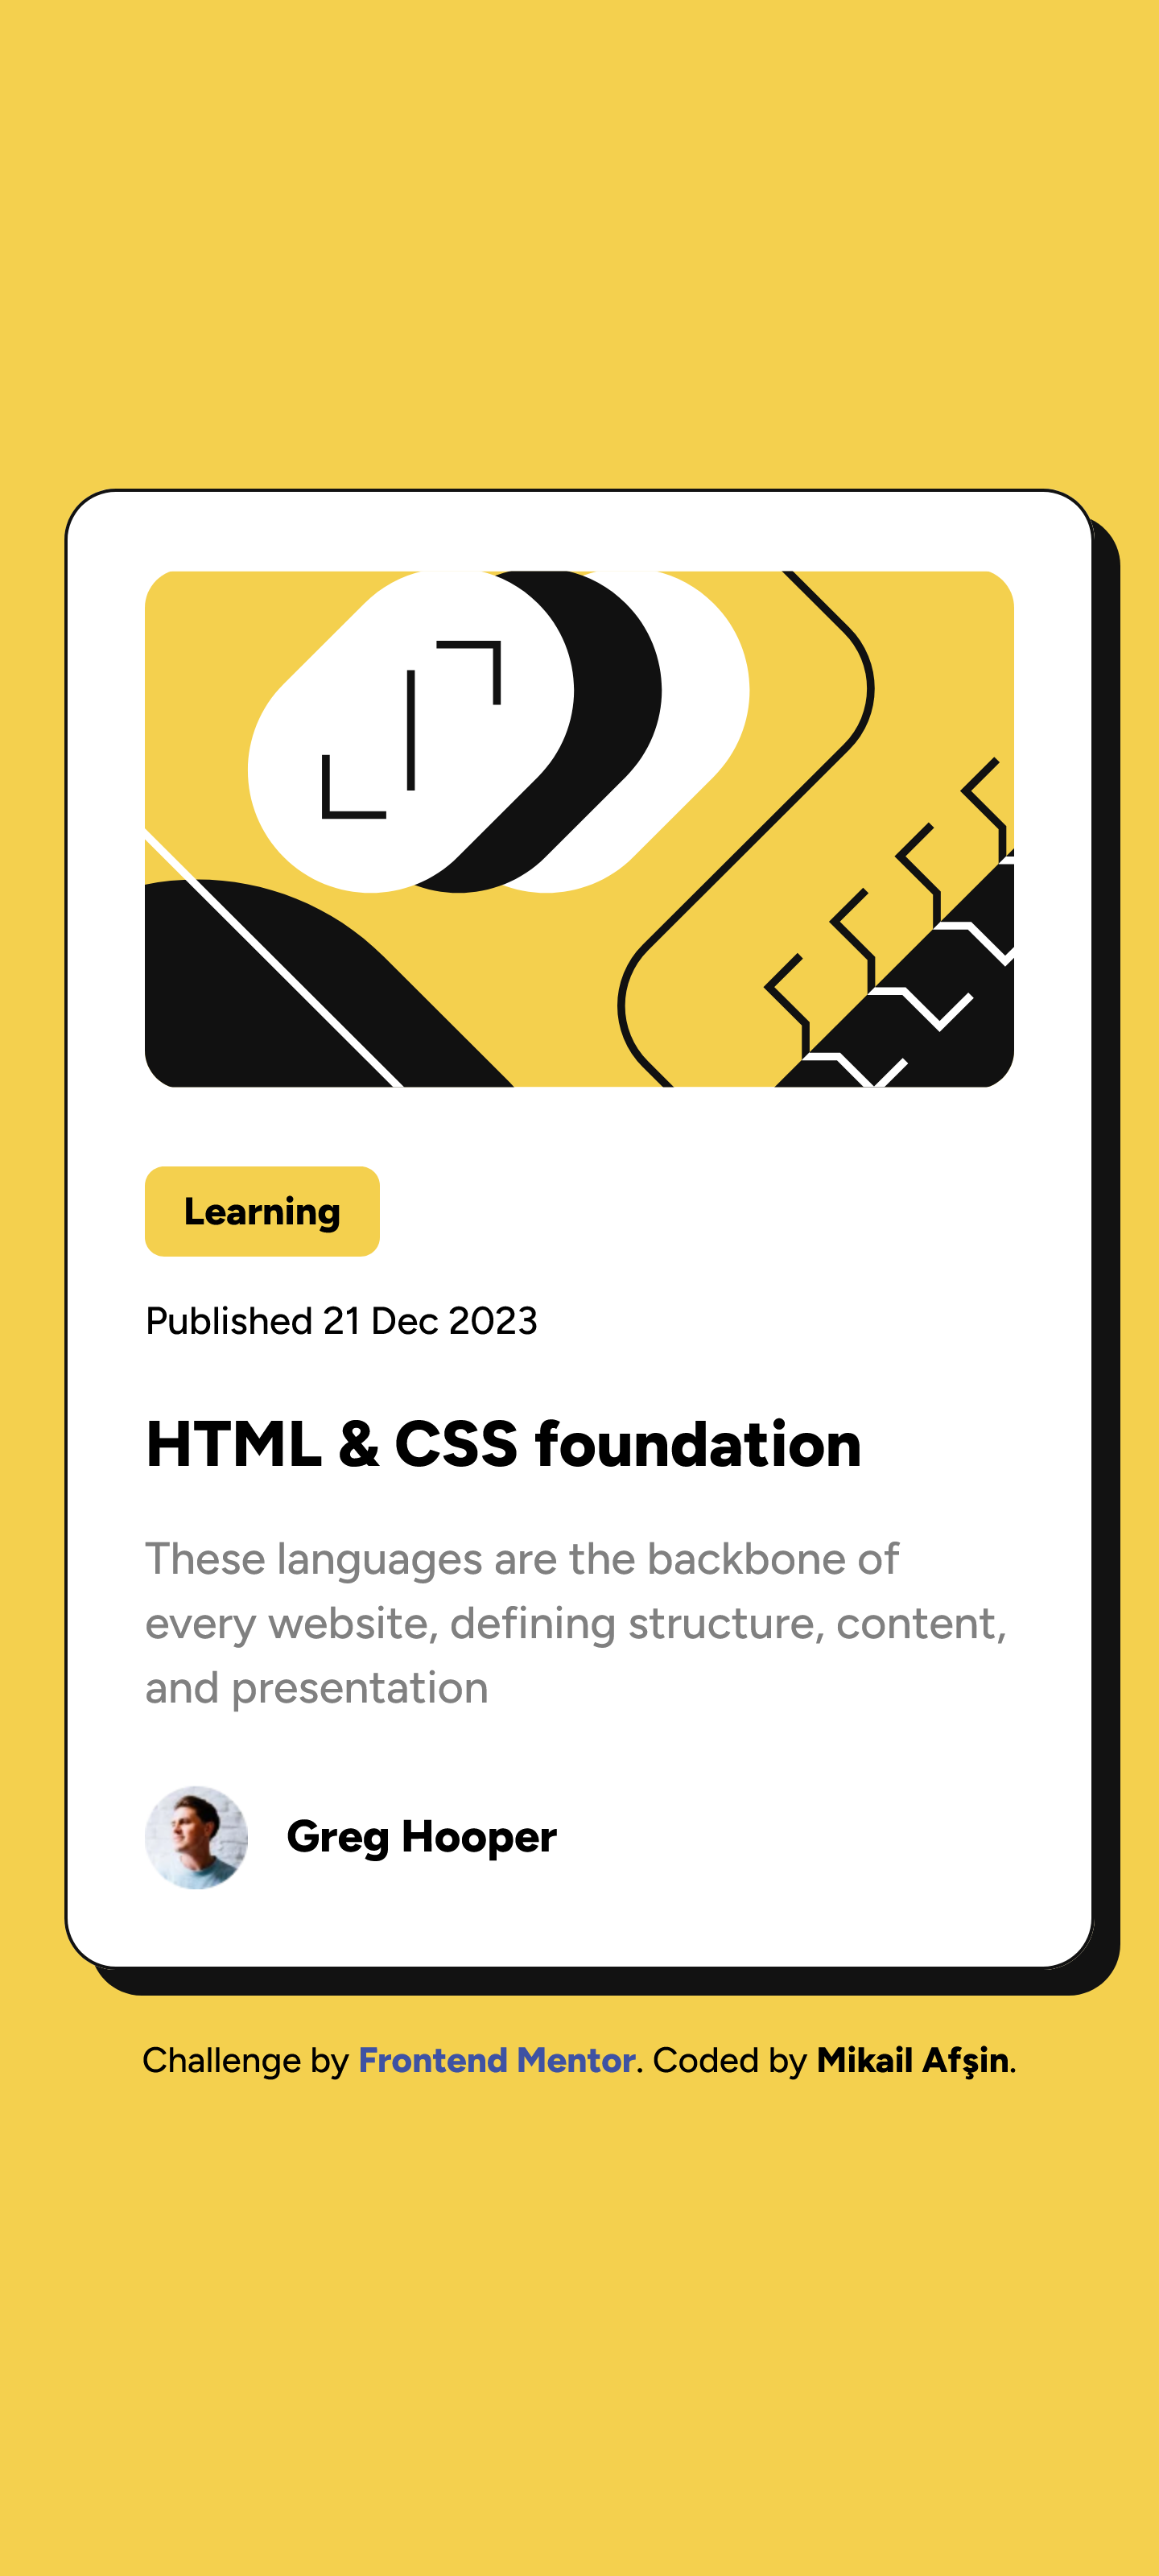 Learning
Published 21 Dec 2023
HTML & CSS foundation
These languages are the backbone of
every website, defining structure, content,
and presentation
Greg Hooper
Challenge by Frontend Mentor. Coded by Mikail Afşin.